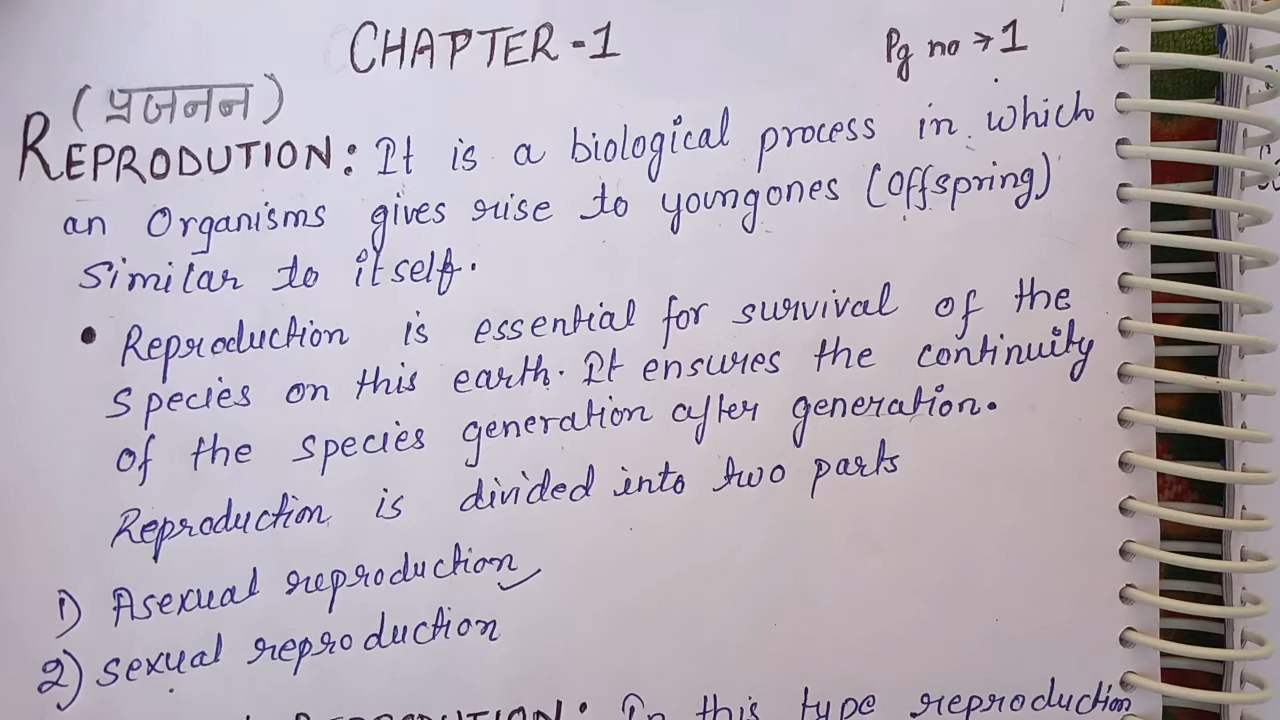 CHAPTER-1
Pg no → 1
(प्रजनन)
REPRODUTION: It is a biological process in which
an Organisms gives rise to youngones (offspring)
Similar to itself.
• Reproduction is essential for survival of the
Species on this earth. It ensures the continuity
of the species generation after generation.
Reproduction is divided into two parts
1) Asexual reproduction
2) Sexual reproduction
REPRODUTION: In this type reproduction